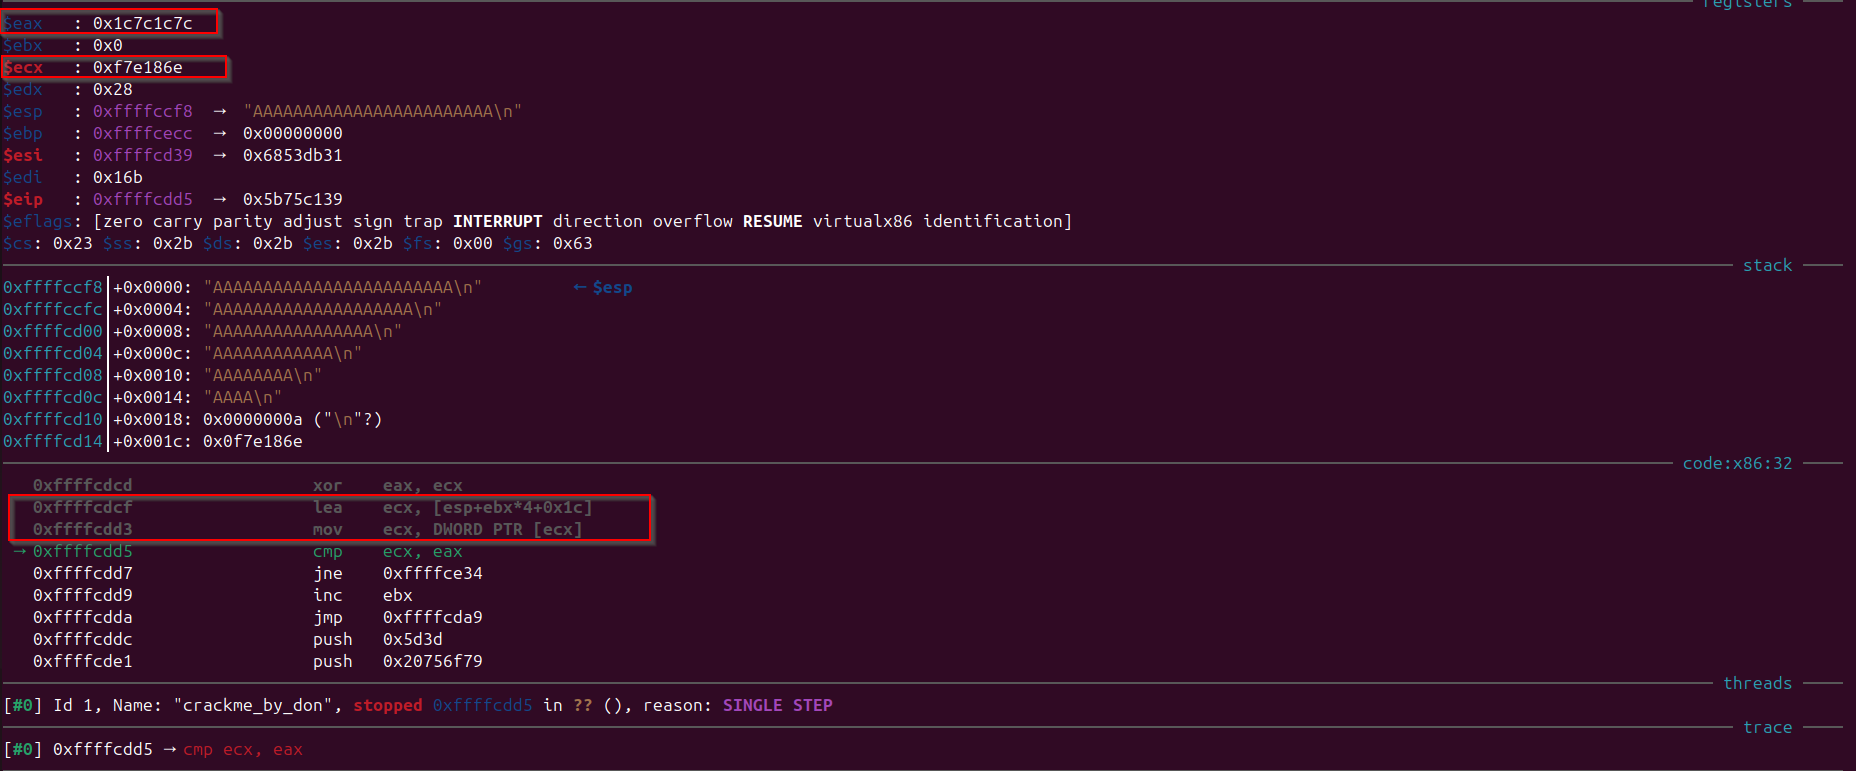 registers
$eax : 0x1c7c1c7c
$ebx : 0x0
$ecx : 0xf7e186e
$edx : 0x28
$esp : 0xffffccf8 → "AAAAAAAAAAAAAAAAAAAAAAAA\n"
$ebp : 0xffffcecc → 0x00000000
$esi : 0xffffcd39 → 0x6853db31
$edi : 0x16b
$eip : 0xffffcdd5 → 0x5b75c139
$eflags: [zero carry parity adjust sign trap INTERRUPT direction overflow RESUME virtualx86 identification]
$cs: 0x23 $ss: 0x2b $ds: 0x2b $es: 0x2b $fs: 0x00 $gs: 0x63
stack
0xffffccf8│+0x0000: "AAAAAAAAAAAAAAAAAAAAAAAA\n" ← $esp
0xffffccfc│+0x0004: "AAAAAAAAAAAAAAAAAAAA\n"
0xffffcd00│+0x0008: "AAAAAAAAAAAAAAAA\n"
0xffffcd04│+0x000c: "AAAAAAAAAAAA\n"
0xffffcd08│+0x0010: "AAAAAAAA\n"
0xffffcd0c│+0x0014: "AAAA\n"
0xffffcd10│+0x0018: 0x0000000a ("\n"?)
0xffffcd14│+0x001c: 0x0f7e186e
code:x86:32
0xffffcdcd xor eax, ecx
0xffffcdcf lea ecx, [esp+ebx*4+0x1c]
0xffffcdd3 mov ecx, DWORD PTR [ecx]
→ 0xffffcdd5 cmp ecx, eax
0xffffcdd7 jne 0xffffce34
0xffffcdd9 inc ebx
0xffffcdda jmp 0xffffcda9
0xffffcddc push 0x5d3d
0xffffcde1 push 0x20756f79
threads
[#0] Id 1, Name: "crackme_by_don", stopped 0xffffcdd5 in ?? (), reason: SINGLE STEP
trace
[#0] 0xffffcdd5 → cmp ecx, eax